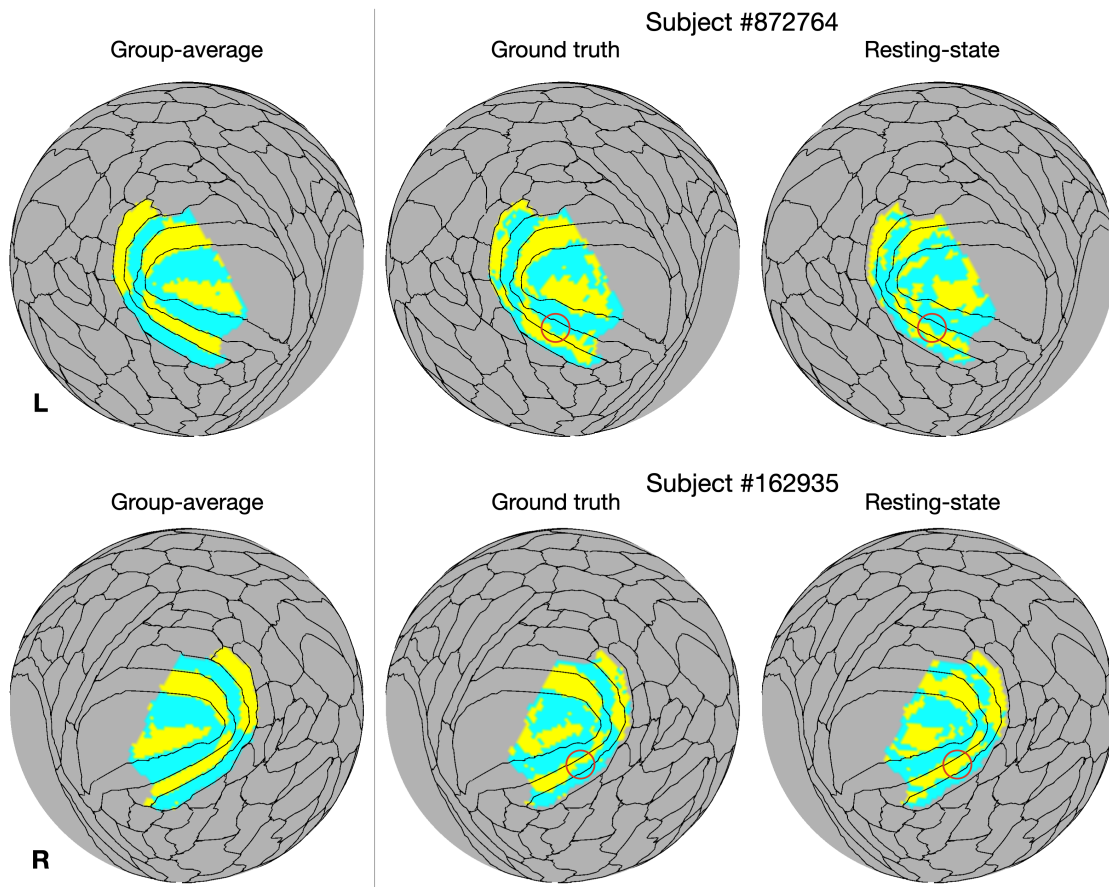 Subject #872764
Group-average
Ground truth
Resting-state
L
Subject #162935
Group-average
Ground truth
Resting-state
R